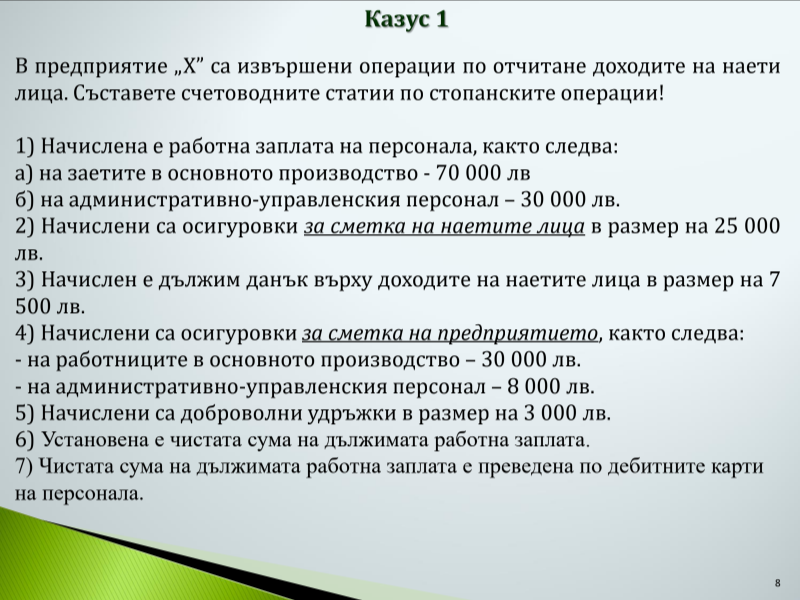 Казус 1
В предприятие „X” са извършени операции по отчитане доходите на наети
лица. Съставете счетоводните статии по стопанските операции!
1) Начислена е работна заплата на персонала, както следва:
а) на заетите в основното производство - 70 000 лв
б) на административно-управленския персонал – 30 000 лв.
2) Начислени са осигуровки за сметка на наетите лица в размер на 25 000
лв.
3) Начислен е дължим данък върху доходите на наетите лица в размер на 7
500 лв.
4) Начислени са осигуровки за сметка на предприятието, както следва:
- на работниците в основното производство – 30 000 лв.
- на административно-управленския персонал – 8 000 лв.
5) Начислени са доброволни удръжки в размер на 3 000 лв.
6) Установена е чистата сума на дължимата работна заплата.
7) Чистата сума на дължимата работна заплата е преведена по дебитните карти
на персонала.
8